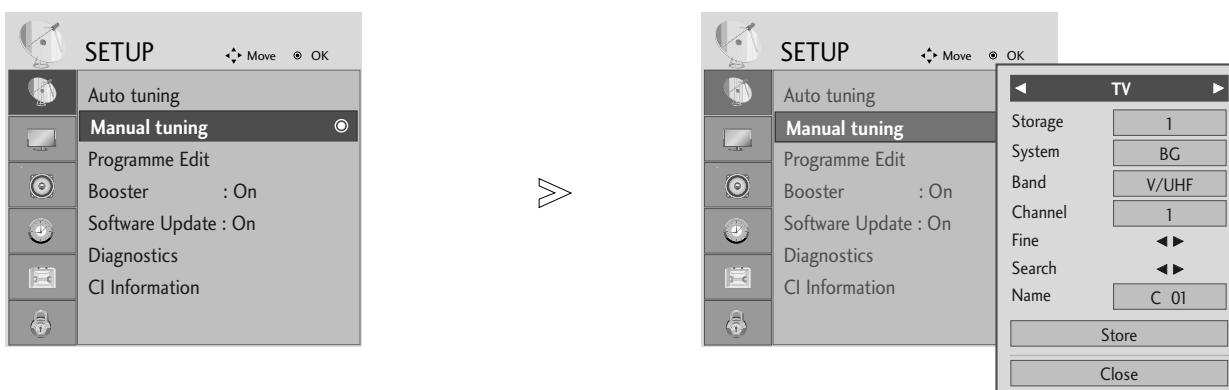 SETUP Move OK
Auto tuning
Manual tuning
Programme Edit
Booster : On
Software Update : On
Diagnostics
CI Information
SETUP Move OK
Auto tuning
Manual tuning
Programme Edit
Booster : On
Software Update : On
Diagnostics
CI Information
TV
Storage 1
System BG
Band V/UHF
Channel 1
Fine ◀ ▶
Search ◀ ▶
Name C 01
Store
Close